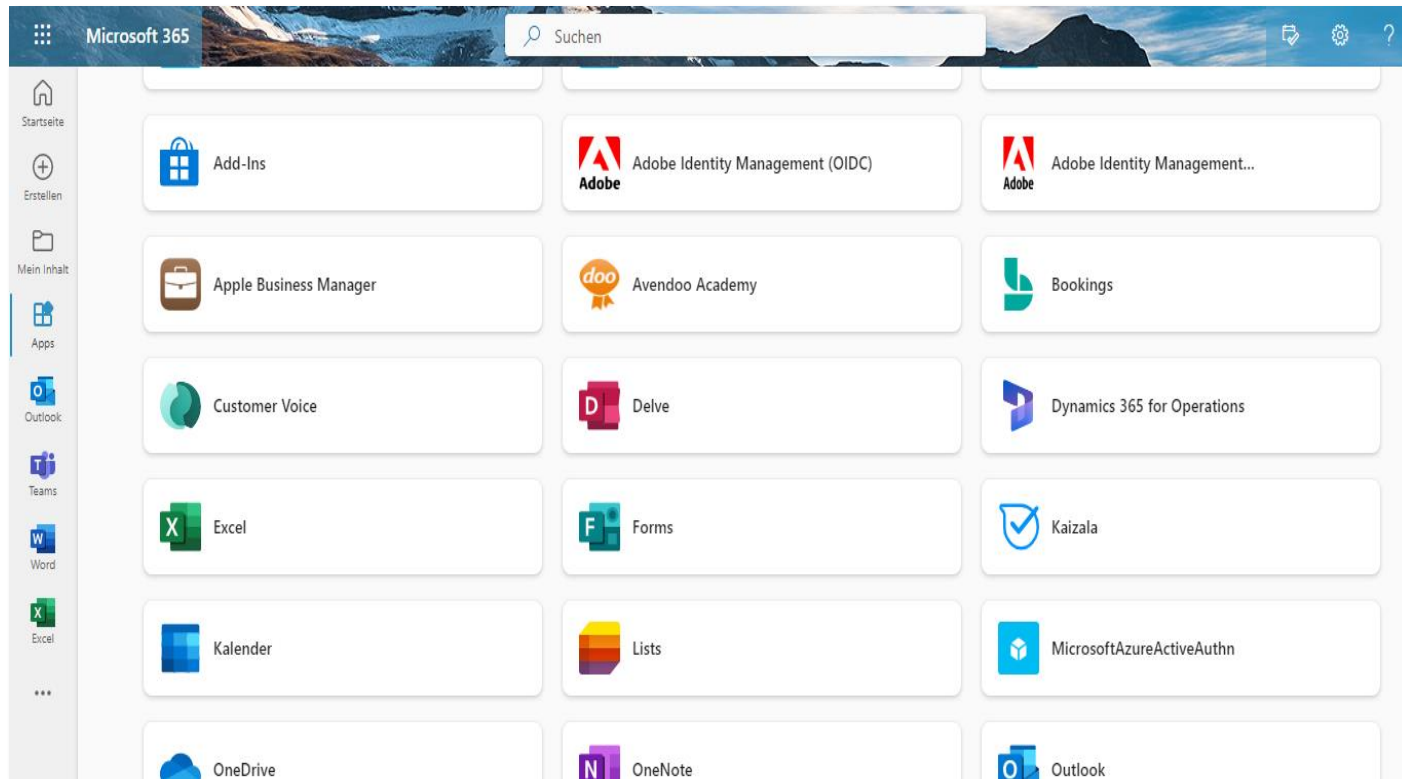 Microsoft 365
Suchen
?
Startseite
Erstellen
Mein Inhalt
Apps
Outlook
Teams
Word
Excel
Add-Ins
Adobe
Adobe Identity Management (OIDC)
Adobe
Adobe Identity Management...
Apple Business Manager
doo
Avendoo Academy
Bookings
Customer Voice
D
Delve
Dynamics 365 for Operations
X
Excel
F
Forms
Kaizala
Kalender
Lists
MicrosoftAzureActiveAuthn
OneDrive
N
OneNote
O
Outlook